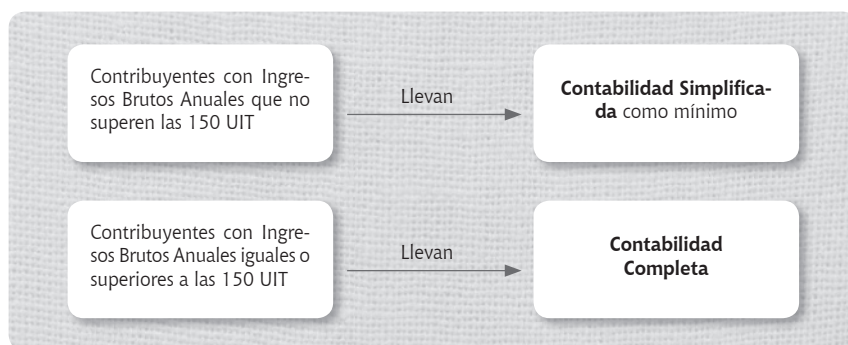 Contribuyentes con Ingre-
sos Brutos Anuales que no
superen las 150 UIT
Llevan
Contabilidad Simplifica-
da como mínimo
Contribuyentes con Ingre-
sos Brutos Anuales iguales o
superiores a las 150 UIT
Llevan
Contabilidad
Completa